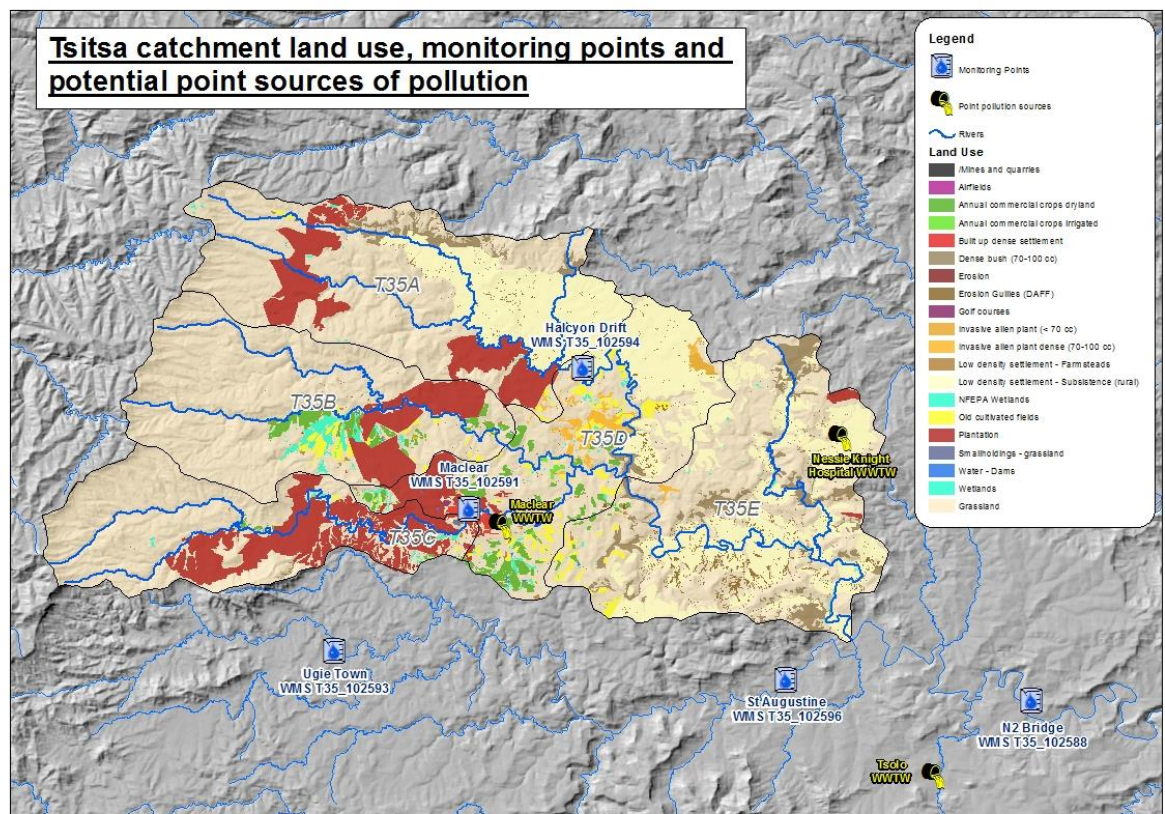 Tsitsa catchment land use, monitoring points and
potential point sources of pollution
Legend
Monitoring Points
Point pollution sources
Rivers
Land Use
/Mines and quarries
Airfields
Annual commercial crops dryland
Annual commercial crops irrigated
Built up dense settlement
Dense bush (70-100 cc)
Erosion
Erosion Gullies (DAFF)
Golf courses
Invasive alien plant (< 70 cc)
Invasive alien plant dense (70-100 cc)
Low density settlement - Farmsteads
Low density settlement - Subsistence (rural)
NFEPA Wetlands
Old cultivated fields
Plantation
Smallholdings - grassland
Water - Dams
Wetlands
Grassland
T35A
Halcyon Drift
WMS T35_102594
T35B
T35D
Nessie Knight
Hospital WWTW
Maclear
WMS T35_102591
Maclear
WWTW
T35E
T35C
Ugie Town
WMS T35_102593
St Augustine
WMS T35_102596
N2 Bridge
WMS T35_102588
Tsolo
WWTW